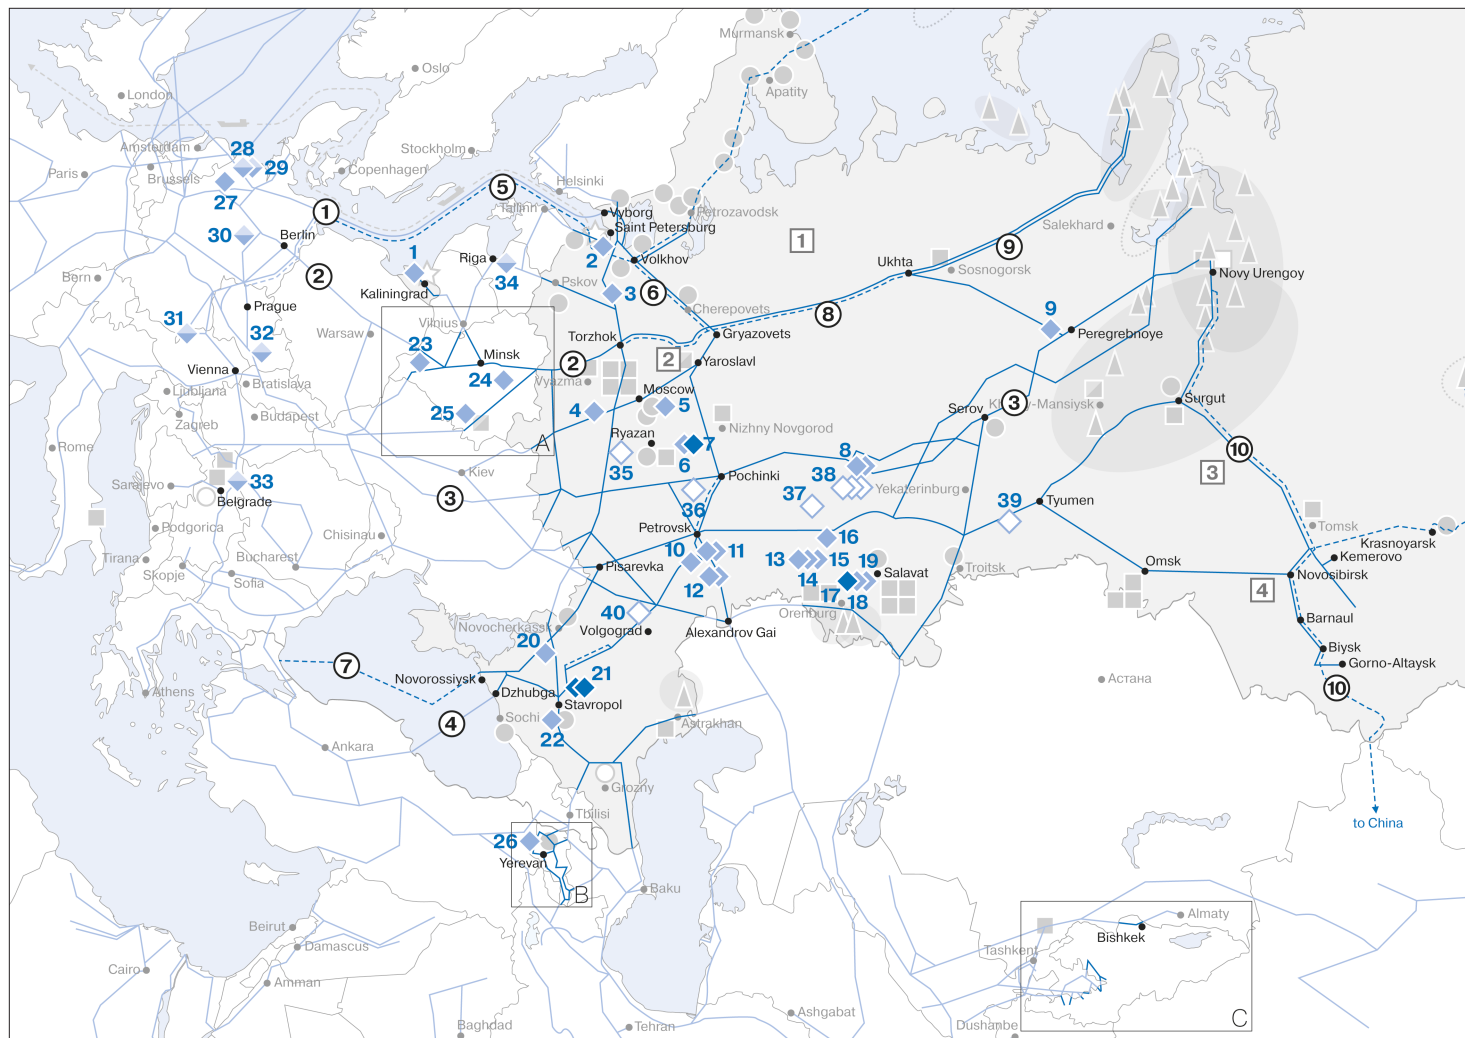 Murmansk
Oslo
Apatity
London
Amsterdam
28
Stockholm
29
Paris
Brussels
Copenhagen
Helsinki
27
5
1
Tallinn
Vyborg
Petrozavodsk
Saint Petersburg
Salekhard
30
Berlin
1
2
Volkhov
9
Riga
34
1
Ukhta
Sosnogorsk
Novy Urengoy
Bern
2
Kaliningrad
Pskov
3
6
Prague
Cherepovets
8
31
Vilnius
Warsaw
Torzhok
Gryazovets
9
Peregrebnoye
32
23
Minsk
2
2
Yaroslavl
Vienna
24
Vyazma
Bratislava
Moscow
Khanty-Mansiysk
Surgut
Ljubljana
25
4
5
3
Serov
Zagreb
Budapest
Nizhny Novgorod
Rome
A
Ryazan
7
10
6
35
8
Kiev
38
3
Sarajevo
33
Pochinki
Yekaterinburg
Belgrade
3
36
37
39
Tyumen
Podgorica
Chisinau
Petrovsk
16
Tomsk
Tirana
Bucharest
10
11
Krasnoyarsk
Skopje
Sofia
Pisarevka
13
15
19
Salavat
Troitsk
Omsk
Kemerovo
12
14
Novosibirsk
17
18
4
40
Orenburg
Novocherkassk
Volgograd
Alexandrov Gai
Barnaul
20
Biysk
7
Gorno-Altaysk
Athens
Novorossiysk
21
Астана
10
Dzhubga
Stavropol
4
Sochi
22
Astrakhan
Ankara
Grozny
Tbilisi
to China
26
Yerevan
B
Baku
Almaty
Beirut
Bishkek
Damascus
Tashkent
Cairo
Amman
Ashgabat
C
Baghdad
Tehran
Dushanbe